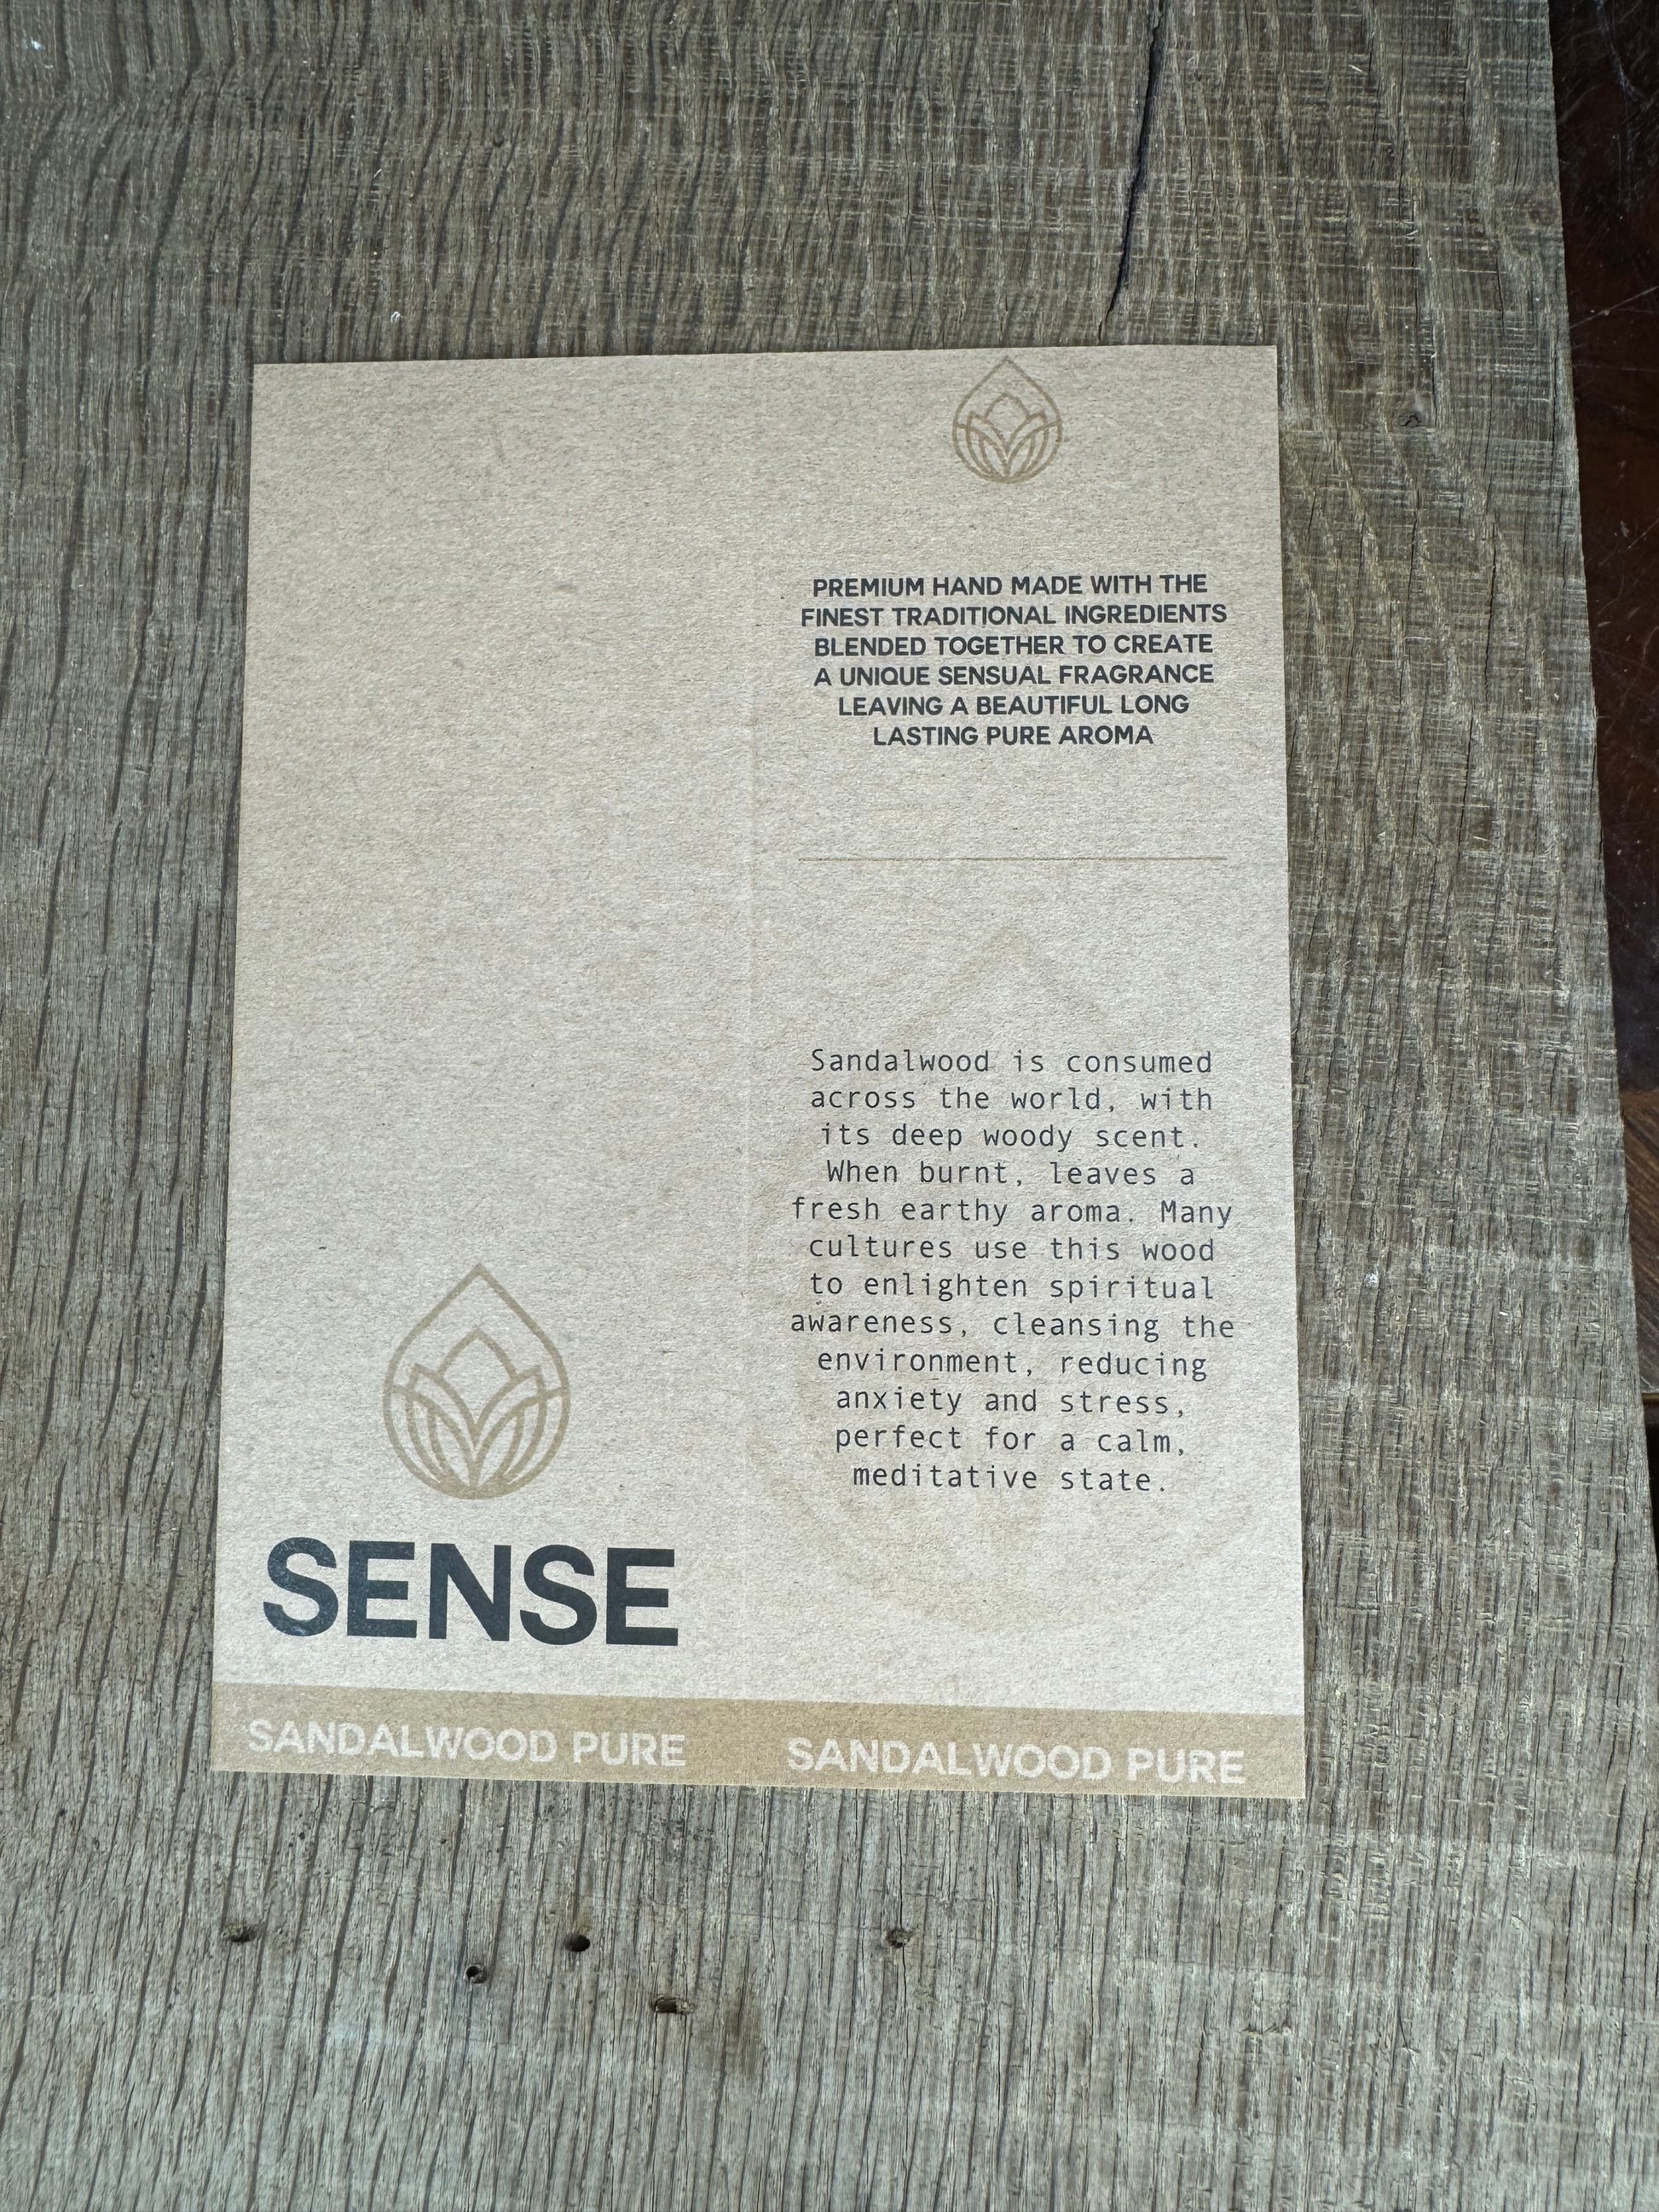 PREMIUM HAND MADE WITH THE
FINEST TRADITIONAL INGREDIENTS
BLENDED TOGETHER TO CREATE
A UNIQUE SENSUAL FRAGRANCE
LEAVING A BEAUTIFUL LONG
LASTING PURE AROMA
Sandalwood is consumed
across the world, with
its deep woody scent.
When burnt, leaves a
fresh earthy aroma. Many
cultures use this wood
to enlighten spiritual
awareness, cleansing the
environment, reducing
anxiety and stress,
perfect for a calm,
meditative state.
SENSE
SANDALWOOD PURE
SANDALWOOD PURE